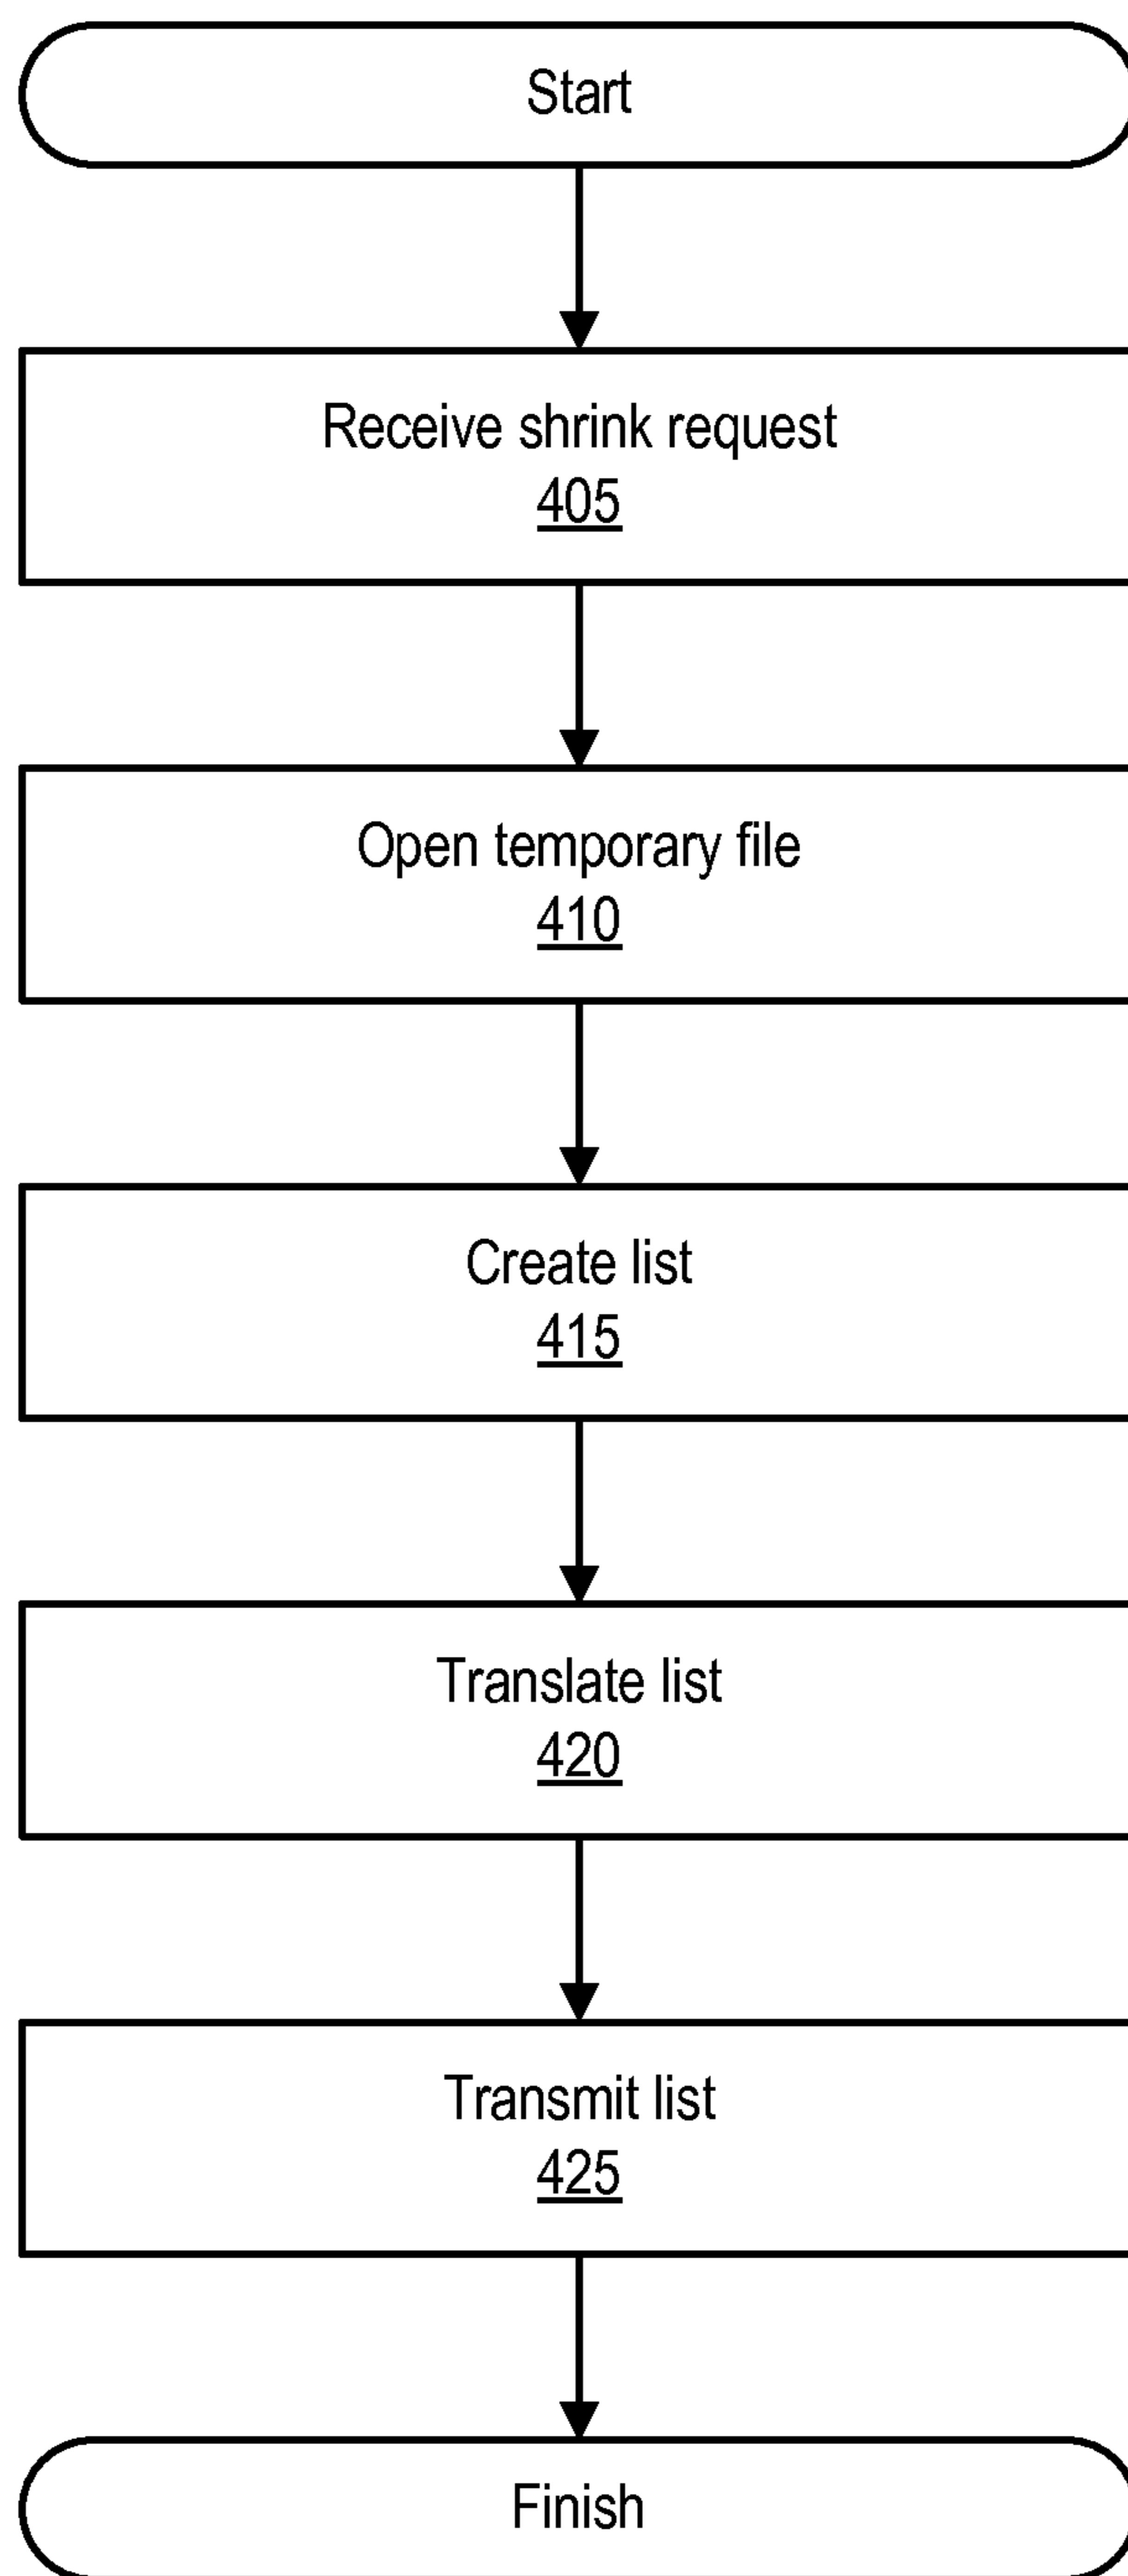 Start
Receive shrink request
405
Open temporary file
410
Create list
415
Translate list
420
Transmit list
425
Finish